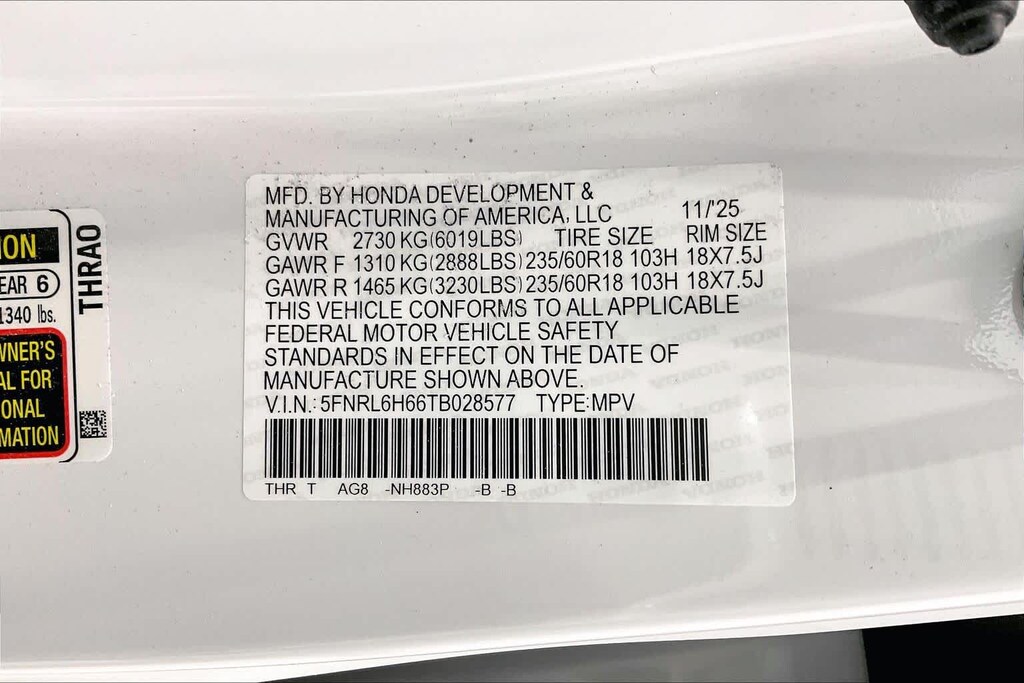 MFD. BY HONDA DEVELOPMENT &
MANUFACTURING OF AMERICA, LLC 11/'25
GVWR 2730 KG(6019LBS) TIRE SIZE RIM SIZE
GAWR F 1310 KG(2888LBS) 235/60R18 103H 18X7.5J
GAWR R 1465 KG(3230LBS) 235/60R18 103H 18X7.5J
THIS VEHICLE CONFORMS TO ALL APPLICABLE
FEDERAL MOTOR VEHICLE SAFETY
STANDARDS IN EFFECT ON THE DATE OF
MANUFACTURE SHOWN ABOVE.
V.I.N.: 5FNRL6H66TB028577 TYPE:MPV
THR T AG8 -NH883P -B -B
ION
EAR 6
1340 lbs.
WNER'S
AL FOR
IONAL
MATION
THRAO